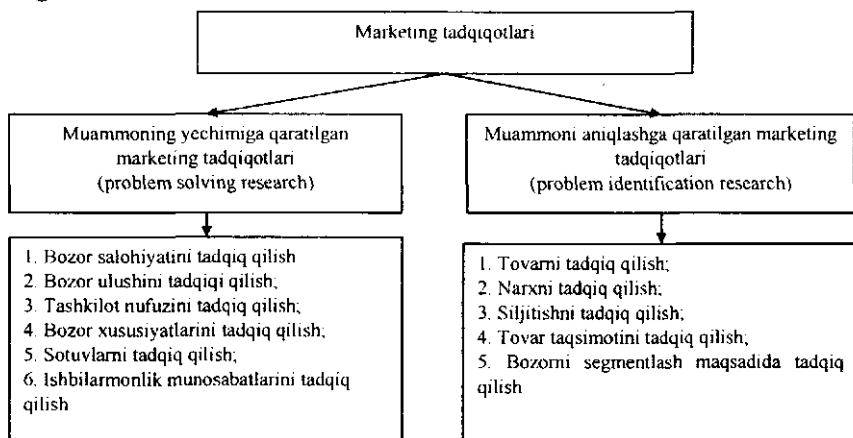 Marketing tadqiqotlari
Muammoning yechimiga qaratilgan
marketing tadqiqotlari
(problem solving research)
Muammoni aniqlashga qaratilgan marketing
tadqiqotlari
(problem identification research)
1. Bozor salohiyatini tadqiq qilish
2. Bozor ulushini tadqiqi qilish;
3. Tashkilot nufuzini tadqiq qilish;
4. Bozor xususiyatlarini tadqiq qilish;
5. Sotuvlarni tadqiq qilish;
6. Ishbilarmonlik munosabatlarini tadqiq
qilish
1. Tovarni tadqiq qilish;
2. Narxni tadqiq qilish;
3. Siljitishni tadqiq qilish;
4. Tovar taqsimotini tadqiq qilish;
5. Bozorni segmentlash maqsadida tadqiq
qilish